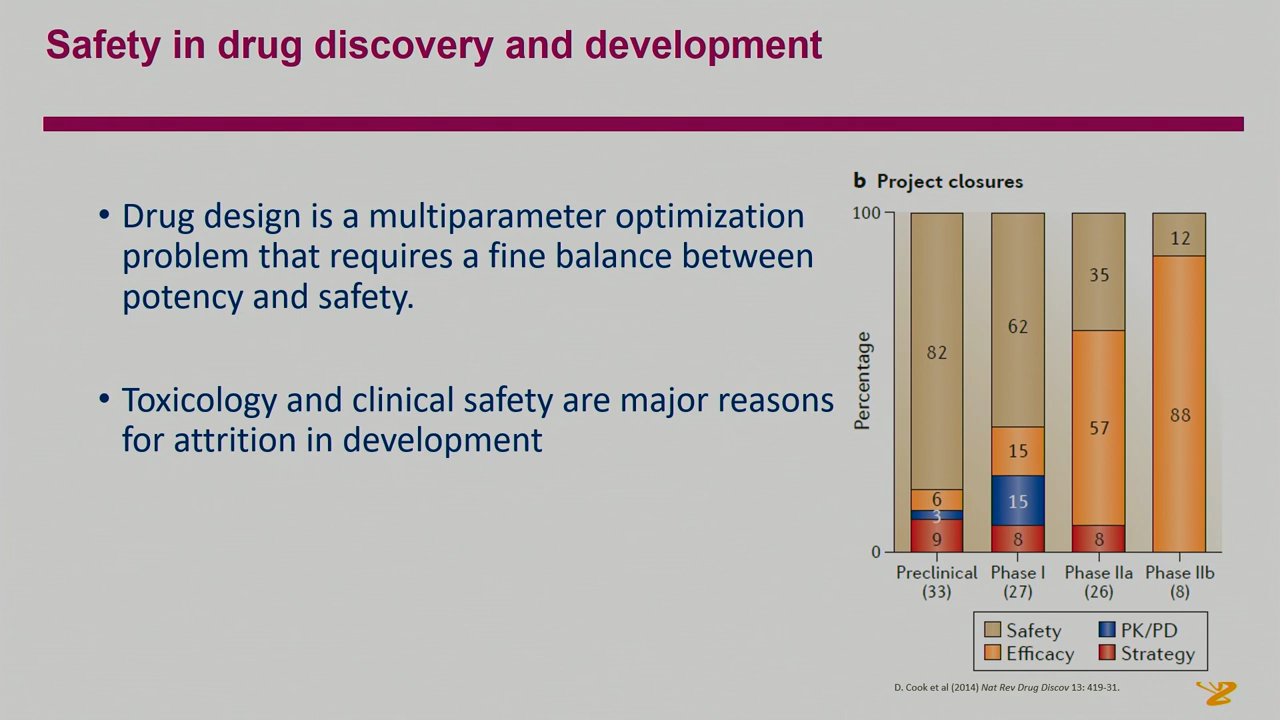 Safety in drug discovery and development
• Drug design is a multiparameter optimization
problem that requires a fine balance between
potency and safety.
• Toxicology and clinical safety are major reasons
for attrition in development
b Project closures
100
Percentage
0
82
6
3
9
62
15
15
8
35
57
8
12
88
Preclinical
(33)
Phase I
(27)
Phase IIa
(26)
Phase IIb
(8)
Safety
PK/PD
Efficacy
Strategy
D. Cook et al (2014) Nat Rev Drug Discov 13: 419-31.